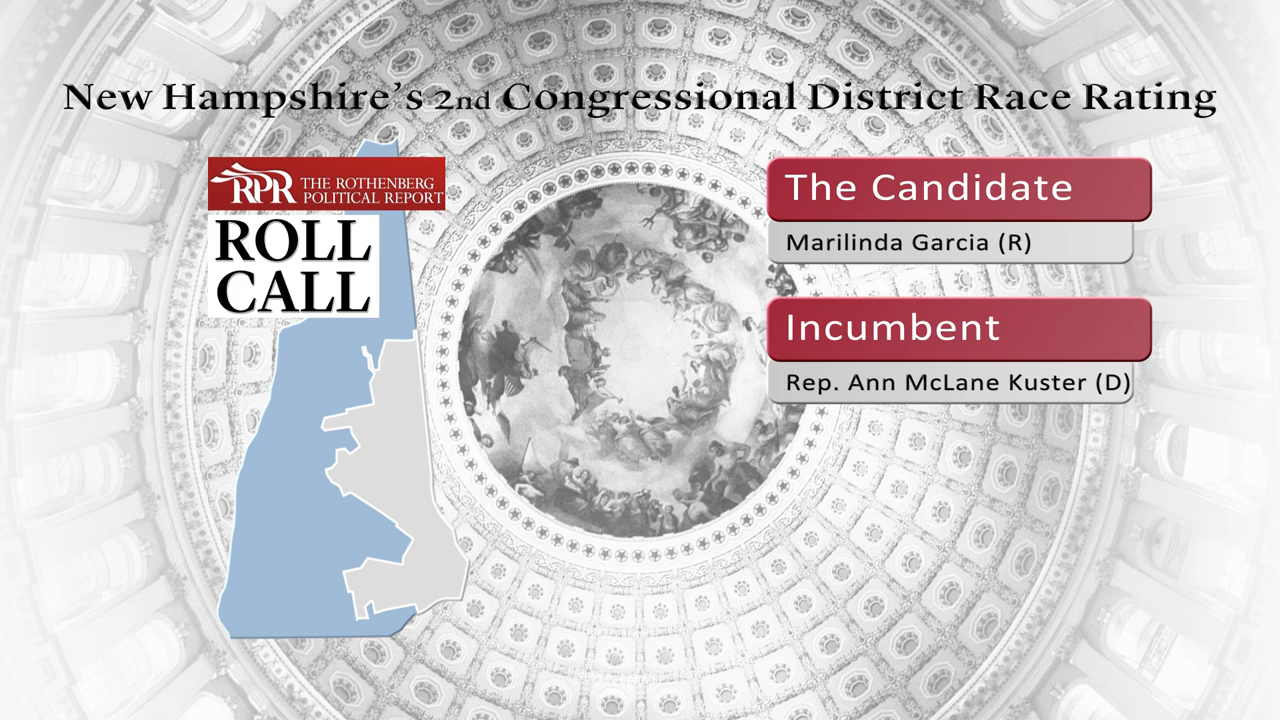 New Hampshire's 2nd Congressional District Race Rating
RPR THE ROTHENBERG
POLITICAL REPORT
ROLL
CALL
The Candidate
Marilinda Garcia (R)
Incumbent
Rep. Ann McLane Kuster (D)